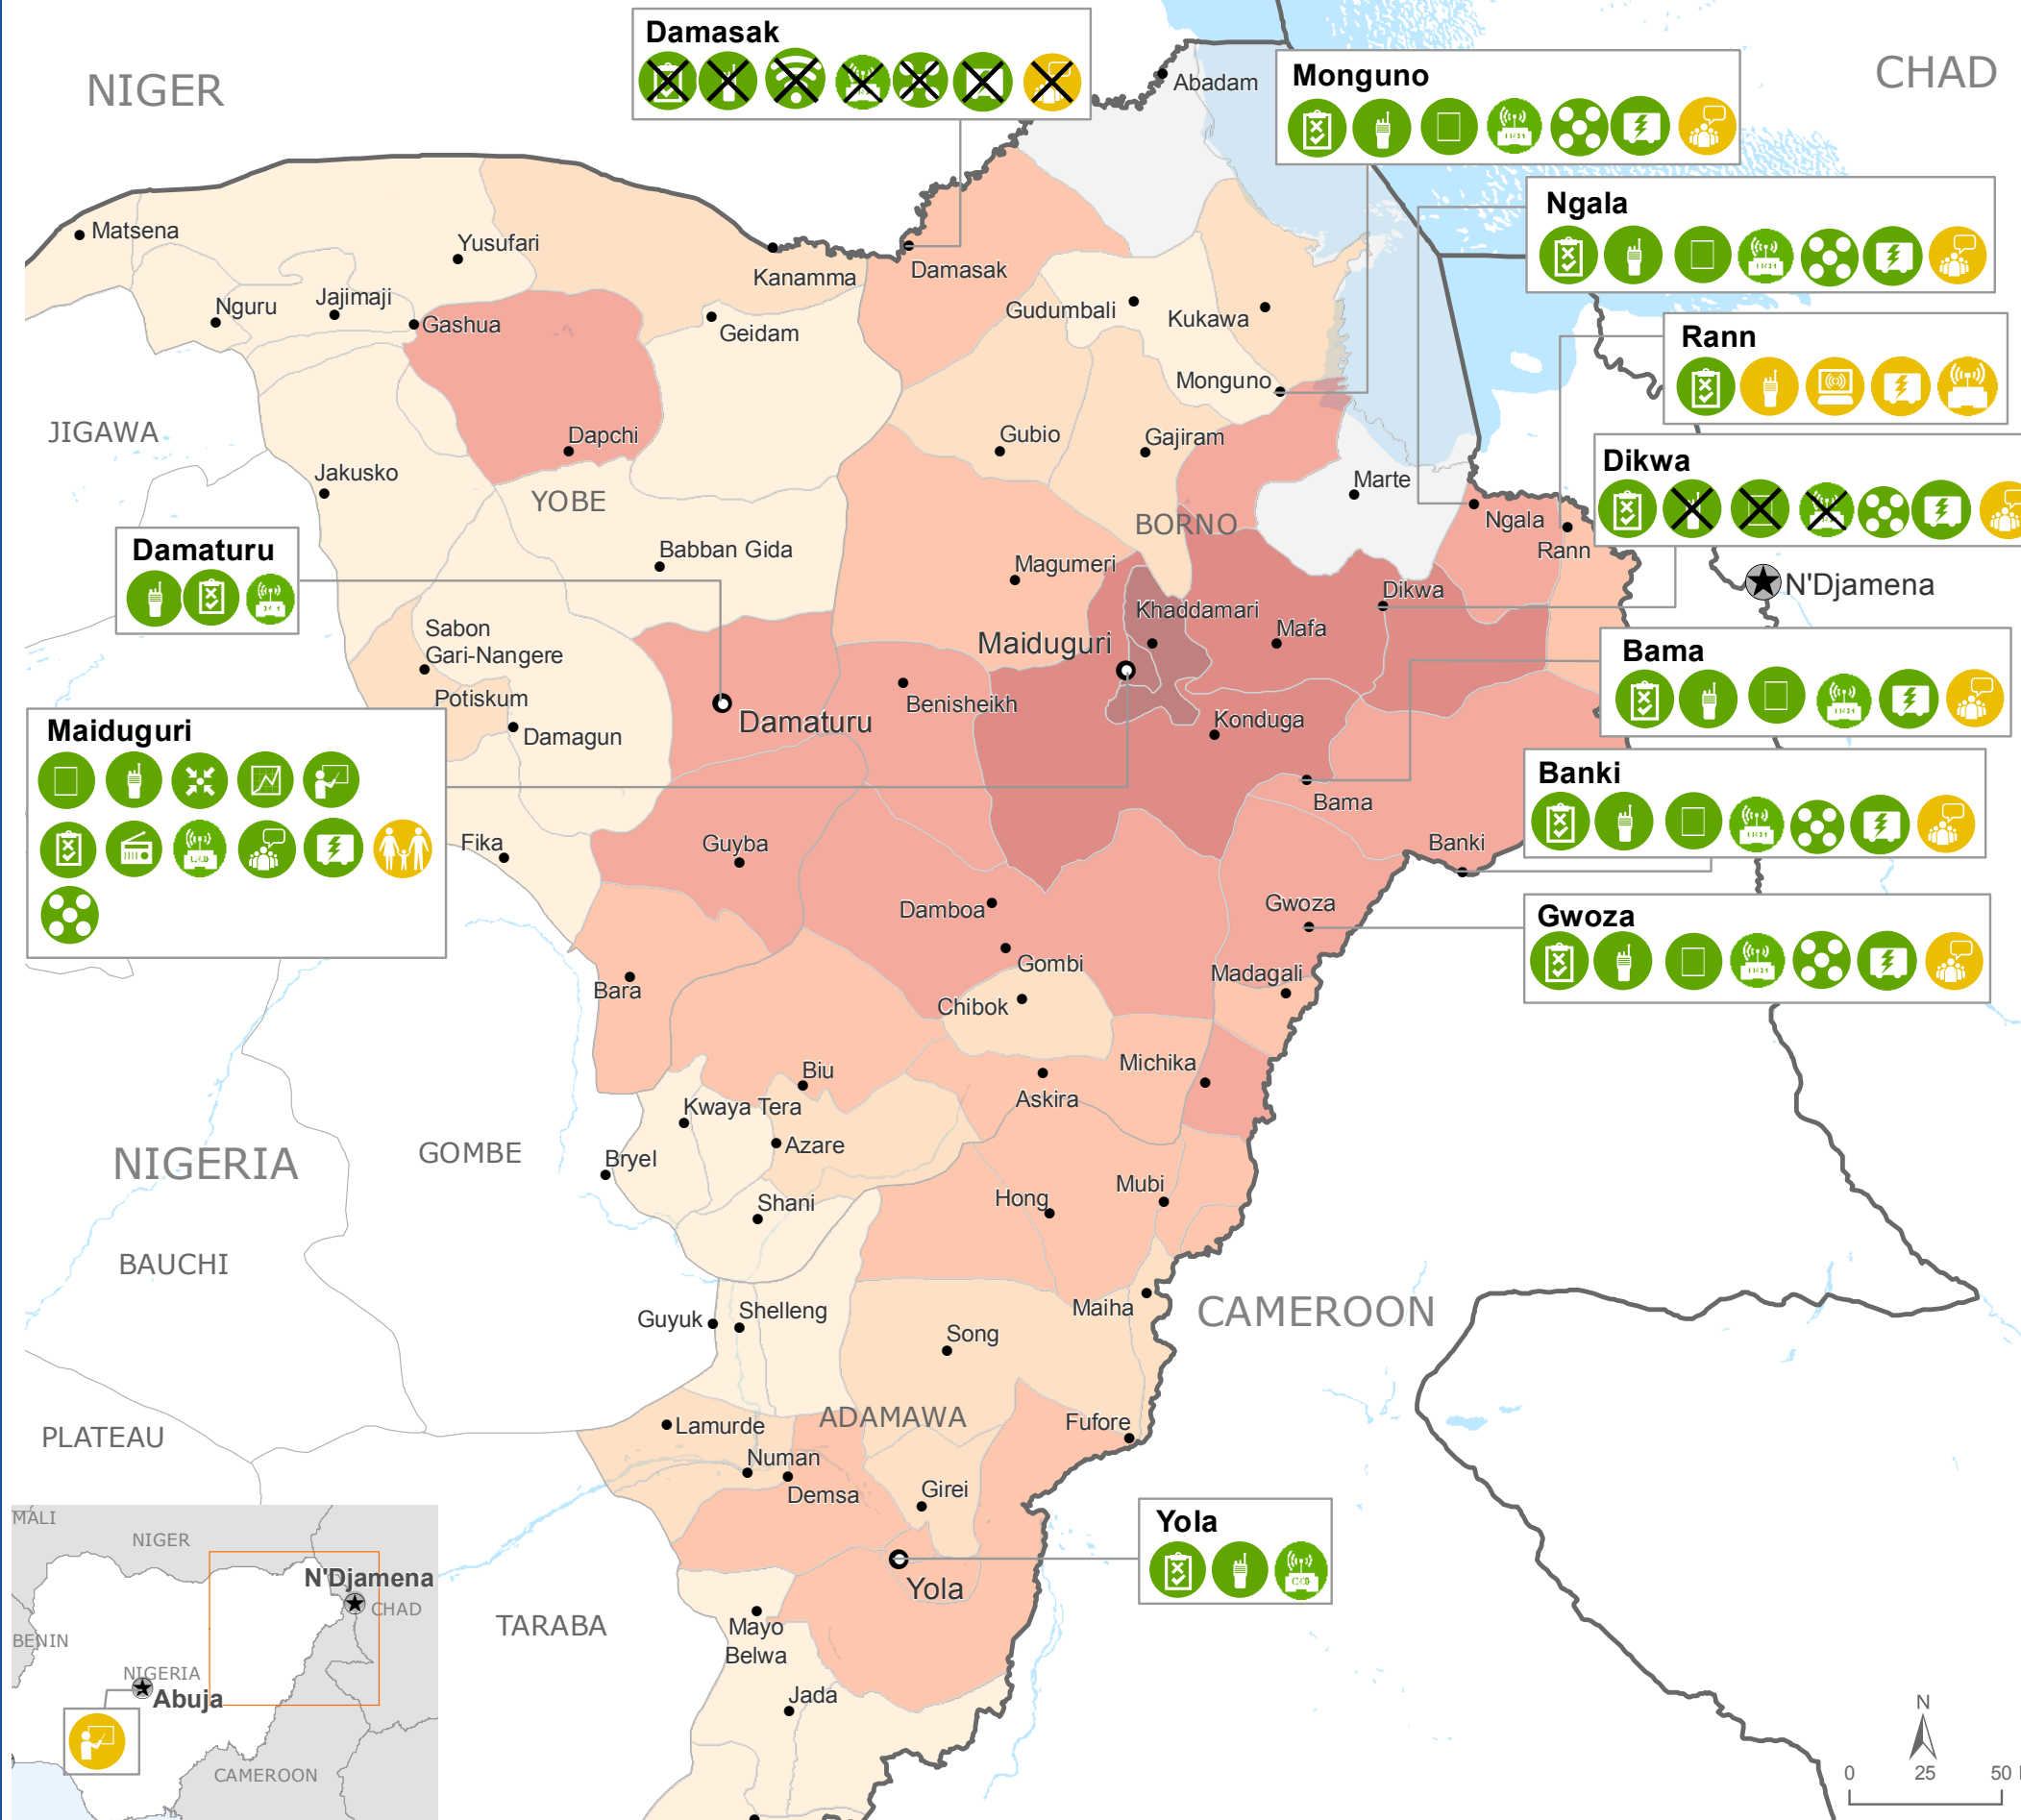 Damasak
NIGER
Abadam
Monguno
CHAD
Ngala
Matsena
Yusufari
Kanamma
Damasak
Nguru
Jajimaji
Gashua
Geidam
Gudumbali
Kukawa
Rann
Monguno
JIGAWA
Dapchi
Gubio
Gajiram
Dikwa
Jakusko
YOBE
Marte
BORNO
Ngala
Rann
Damaturu
Babban Gida
Magumeri
Dikwa
N'Djamena
Khaddamari
Mafa
Sabon
Gari-Nangere
Maiduguri
Bama
Potiskum
Benisheikh
Maiduguri
Damaturu
Damagun
Konduga
Banki
Bama
Fika
Guyba
Banki
Damboa
Gwoza
Gwoza
Gombi
Bara
Madagali
Chibok
Biu
Michika
Askira
Kwaya Tera
NIGERIA
GOMBE
Azare
Bryel
Hong
Mubi
Shani
BAUCHI
Maiha
CAMEROON
Guyuk
Shelleng
Song
ADAMAWA
PLATEAU
Lamurde
Fufore
Numan
Demsa
Girei
MALI
NIGER
Yola
N'Djamena
CHAD
Yola
TARABA
Mayo
Belwa
BENIN
NIGERIA
Abuja
Jada
CAMEROON
N
0 25 50